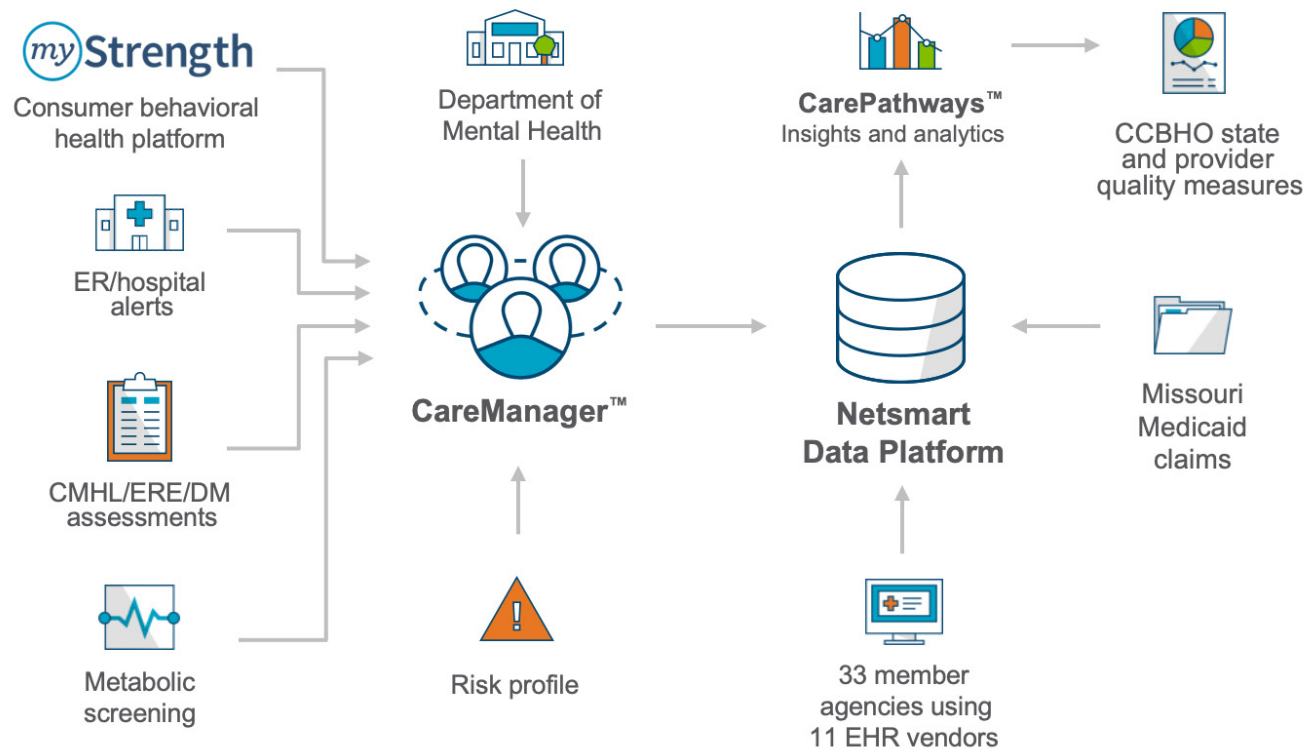 myStrength
Consumer behavioral
health platform
ER/hospital
alerts
CMHL/ERE/DM
assessments
Metabolic
screening
Department of
Mental Health
CareManager™
Risk profile
CarePathways™
Insights and analytics
Netsmart
Data Platform
33 member
agencies using
11 EHR vendors
CCBHO state
and provider
quality measures
Missouri
Medicaid
claims